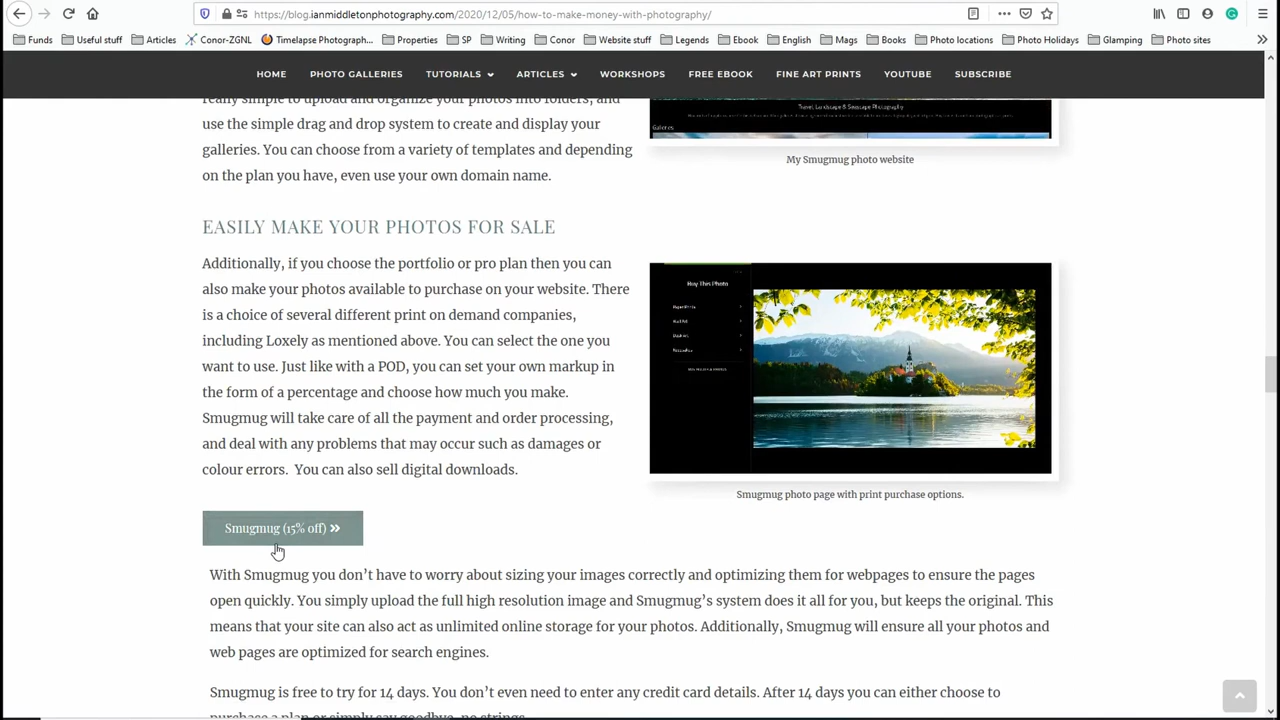 https://blog.ianmiddletonphotography.com/2020/12/05/how-to-make-money-with-photography/
Funds Useful stuff Articles Conor-ZGNL Timelapse Photograph... Properties SP Writing Conor Website stuff Legends Ebook English Mags Books Photo locations Photo Holidays Glamping Photo sites
HOME PHOTO GALLERIES TUTORIALS ARTICLES WORKSHOPS FREE EBOOK FINE ART PRINTS YOUTUBE SUBSCRIBE
really simple to upload and organize your photos into folders, and
use the simple drag and drop system to create and display your
galleries. You can choose from a variety of templates and depending
on the plan you have, even use your own domain name.
Travel, Landscape & Seascape Photography
Galleries
My Smugmug photo website
EASILY MAKE YOUR PHOTOS FOR SALE
Additionally, if you choose the portfolio or pro plan then you can
also make your photos available to purchase on your website. There
is a choice of several different print on demand companies,
including Loxely as mentioned above. You can select the one you
want to use. Just like with a POD, you can set your own markup in
the form of a percentage and choose how much you make.
Smugmug will take care of all the payment and order processing,
and deal with any problems that may occur such as damages or
colour errors. You can also sell digital downloads.
Buy This Photo
Smugmug photo page with print purchase options.
Smugmug (15% off) »
With Smugmug you don't have to worry about sizing your images correctly and optimizing them for webpages to ensure the pages
open quickly. You simply upload the full high resolution image and Smugmug's system does it all for you, but keeps the original. This
means that your site can also act as unlimited online storage for your photos. Additionally, Smugmug will ensure all your photos and
web pages are optimized for search engines.
Smugmug is free to try for 14 days. You don't even need to enter any credit card details. After 14 days you can either choose to
purchase a plan or simply say goodbye, no strings.